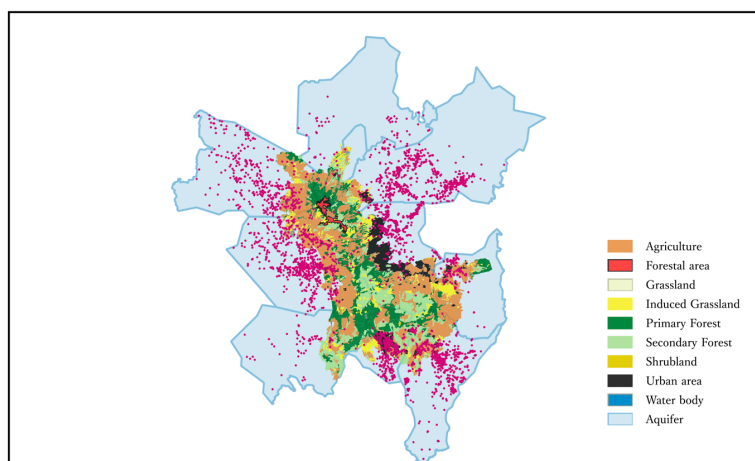 Agriculture
Forestal area
Grassland
Induced Grassland
Primary Forest
Secondary Forest
Shrubland
Urban area
Water body
Aquifer